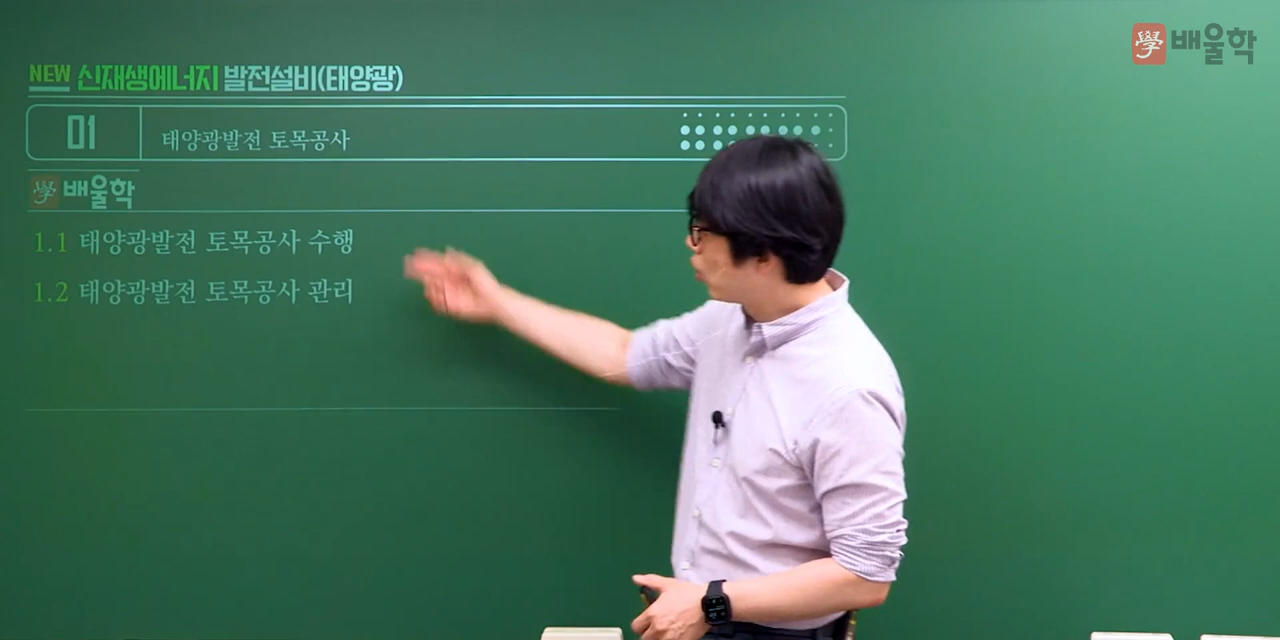 學 배울학
NEW 신재생에너지 발전설비(태양광)
01 태양광발전 토목공사
學 배울학
1.1 태양광발전 토목공사 수행
1.2 태양광발전 토목공사 관리